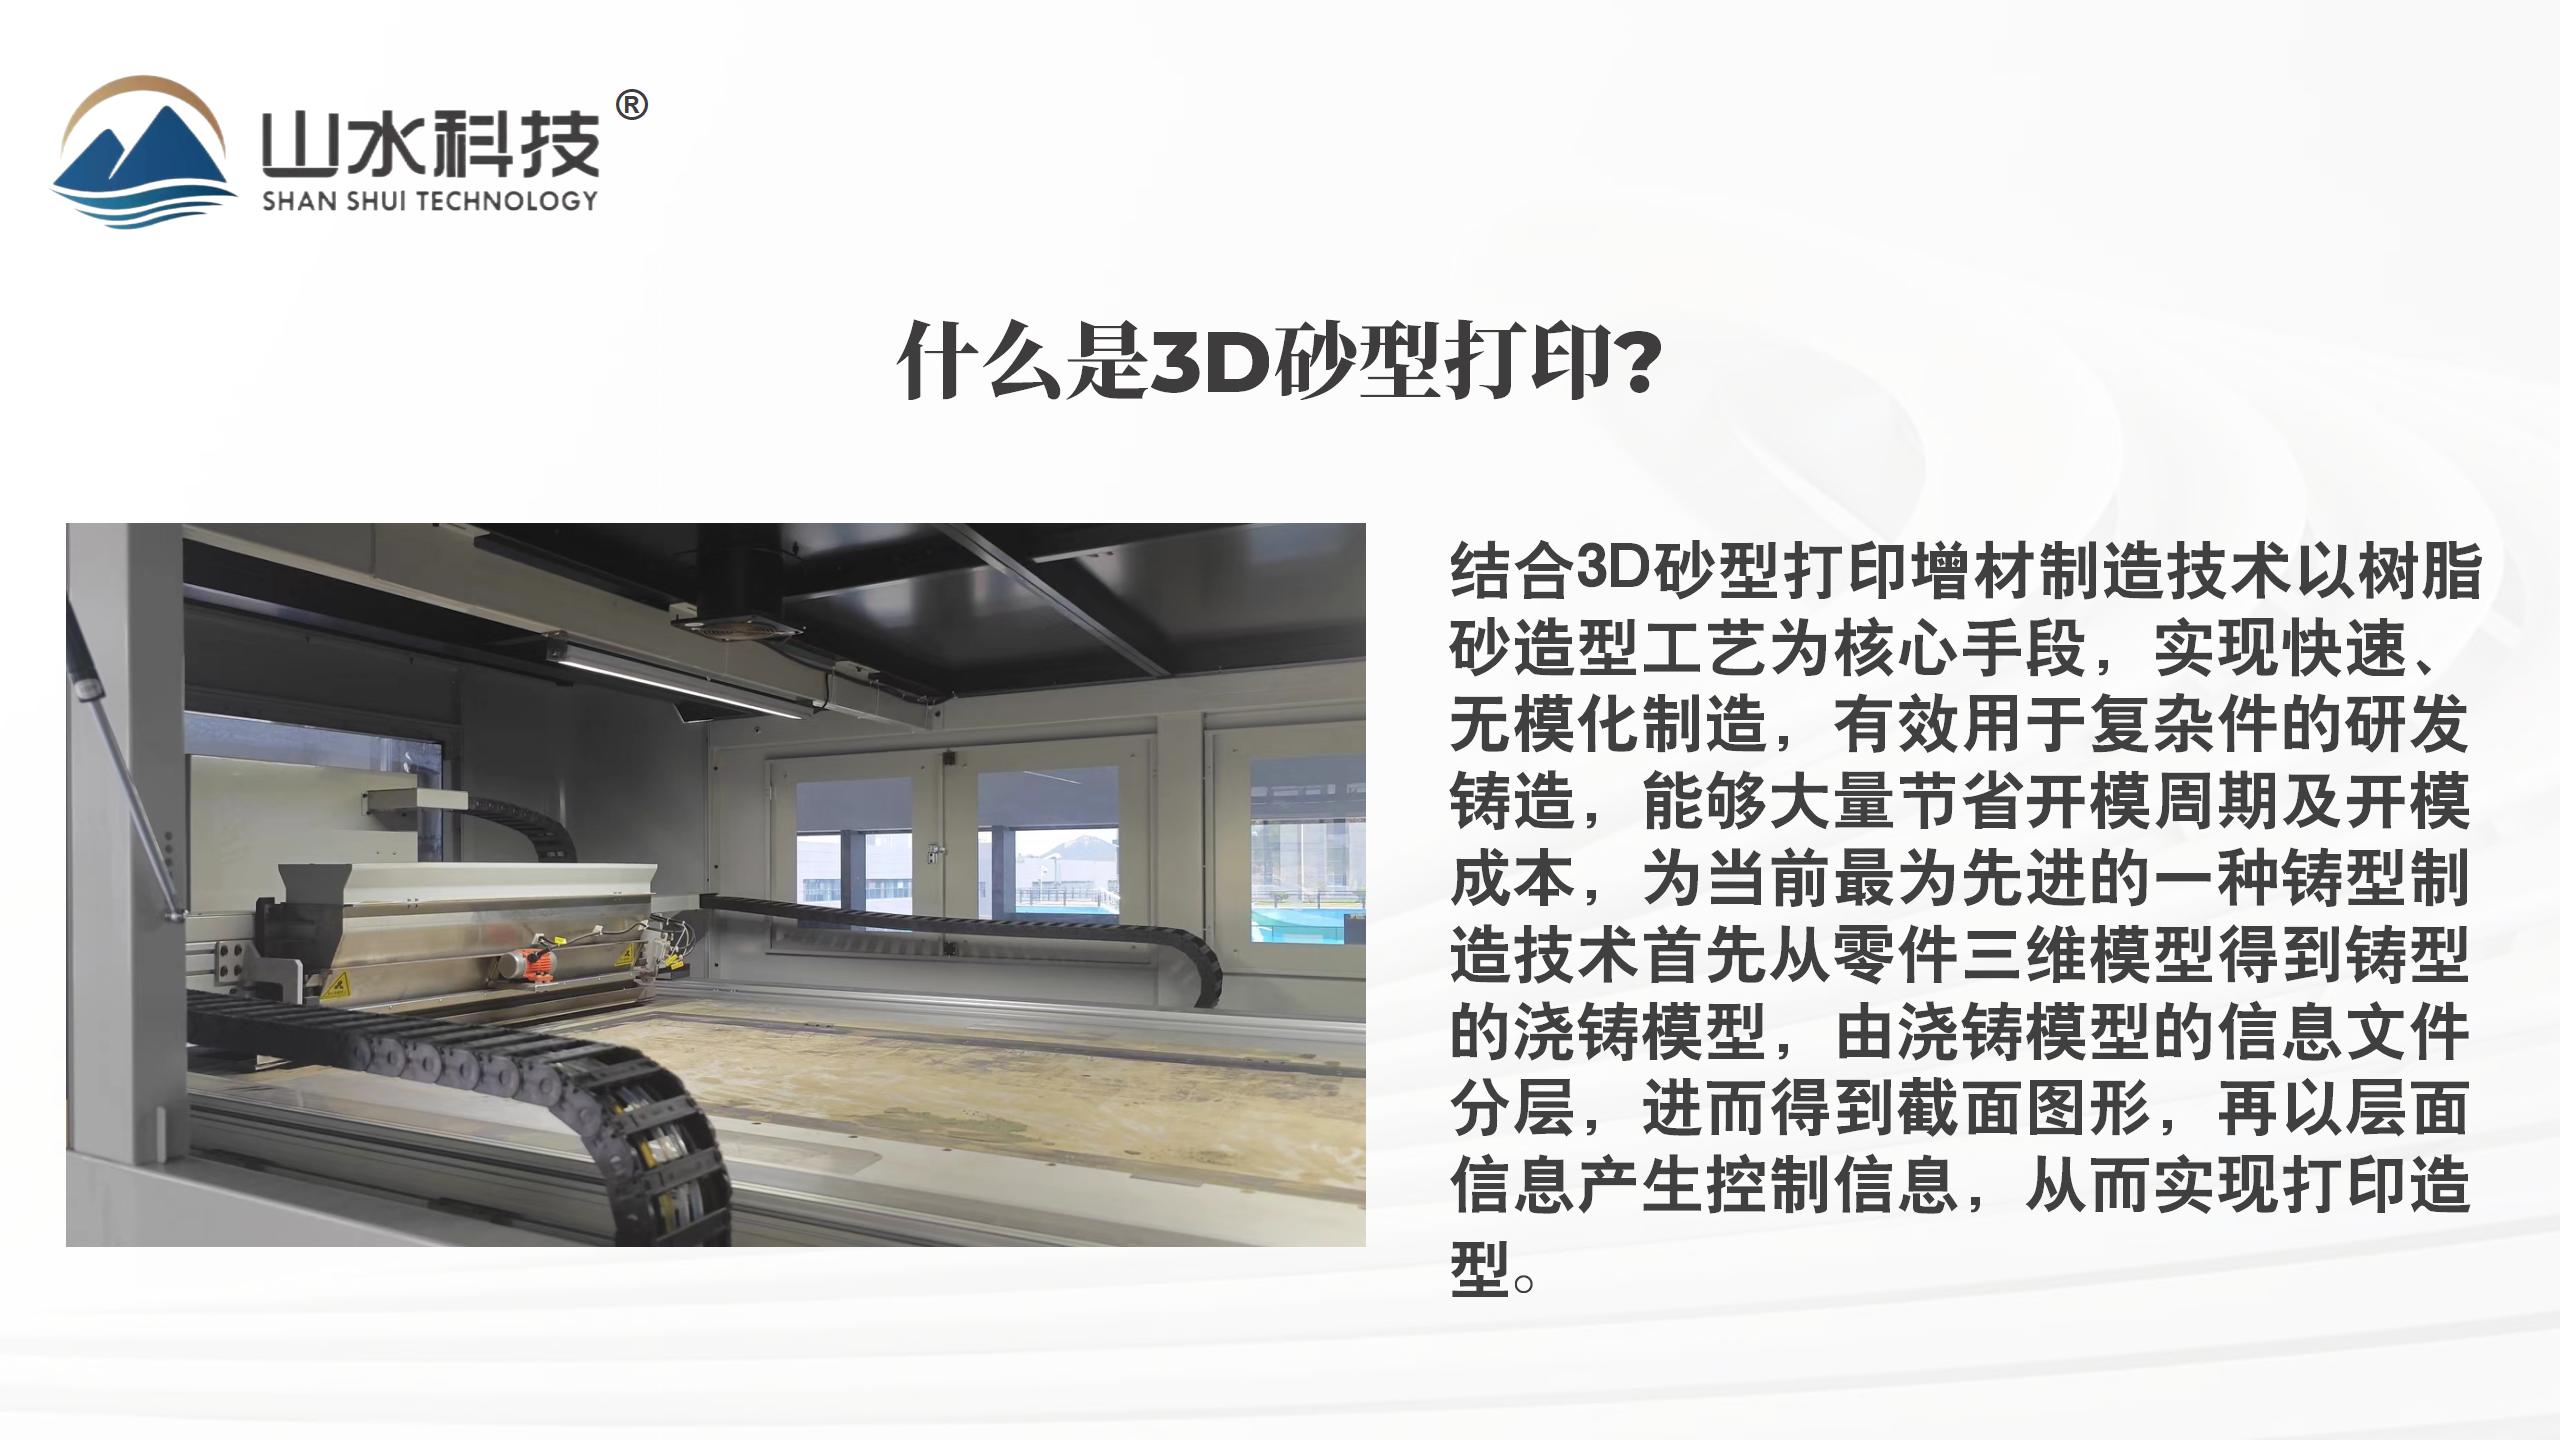 山水科技®
SHAN SHUI TECHNOLOGY
什么是3D砂型打印?
结合3D砂型打印增材制造技术以树脂
砂造型工艺为核心手段，实现快速、
无模化制造，有效用于复杂件的研发
铸造，能够大量节省开模周期及开模
成本，为当前最为先进的一种铸型制
造技术首先从零件三维模型得到铸型
的浇铸模型，由浇铸模型的信息文件
分层，进而得到截面图形，再以层面
信息产生控制信息，从而实现打印造
型。